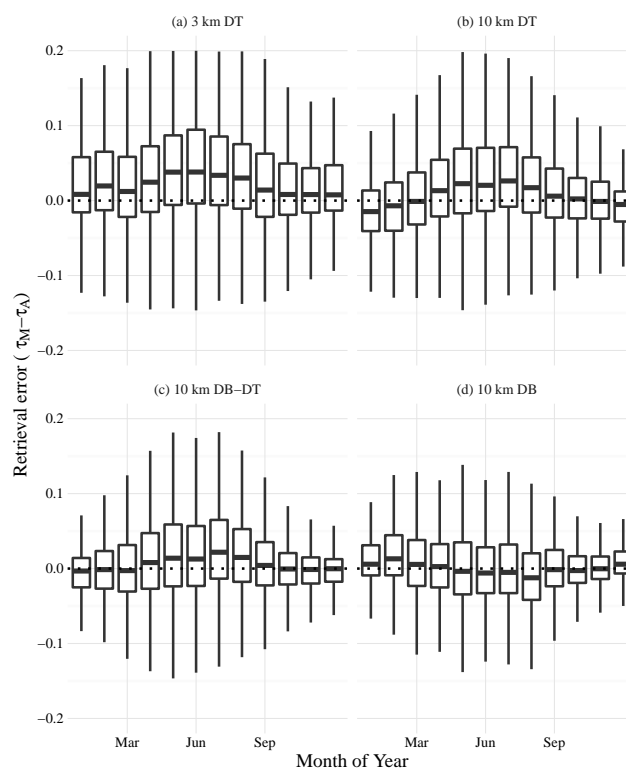 (a) 3 km DT
(b) 10 km DT
0.2
0.1
0.0
−0.1
−0.2
(c) 10 km DB−DT
(d) 10 km DB
0.2
0.1
0.0
−0.1
−0.2
Mar Jun Sep
Mar Jun Sep
Month of Year
Retrieval error ( τM−τA)